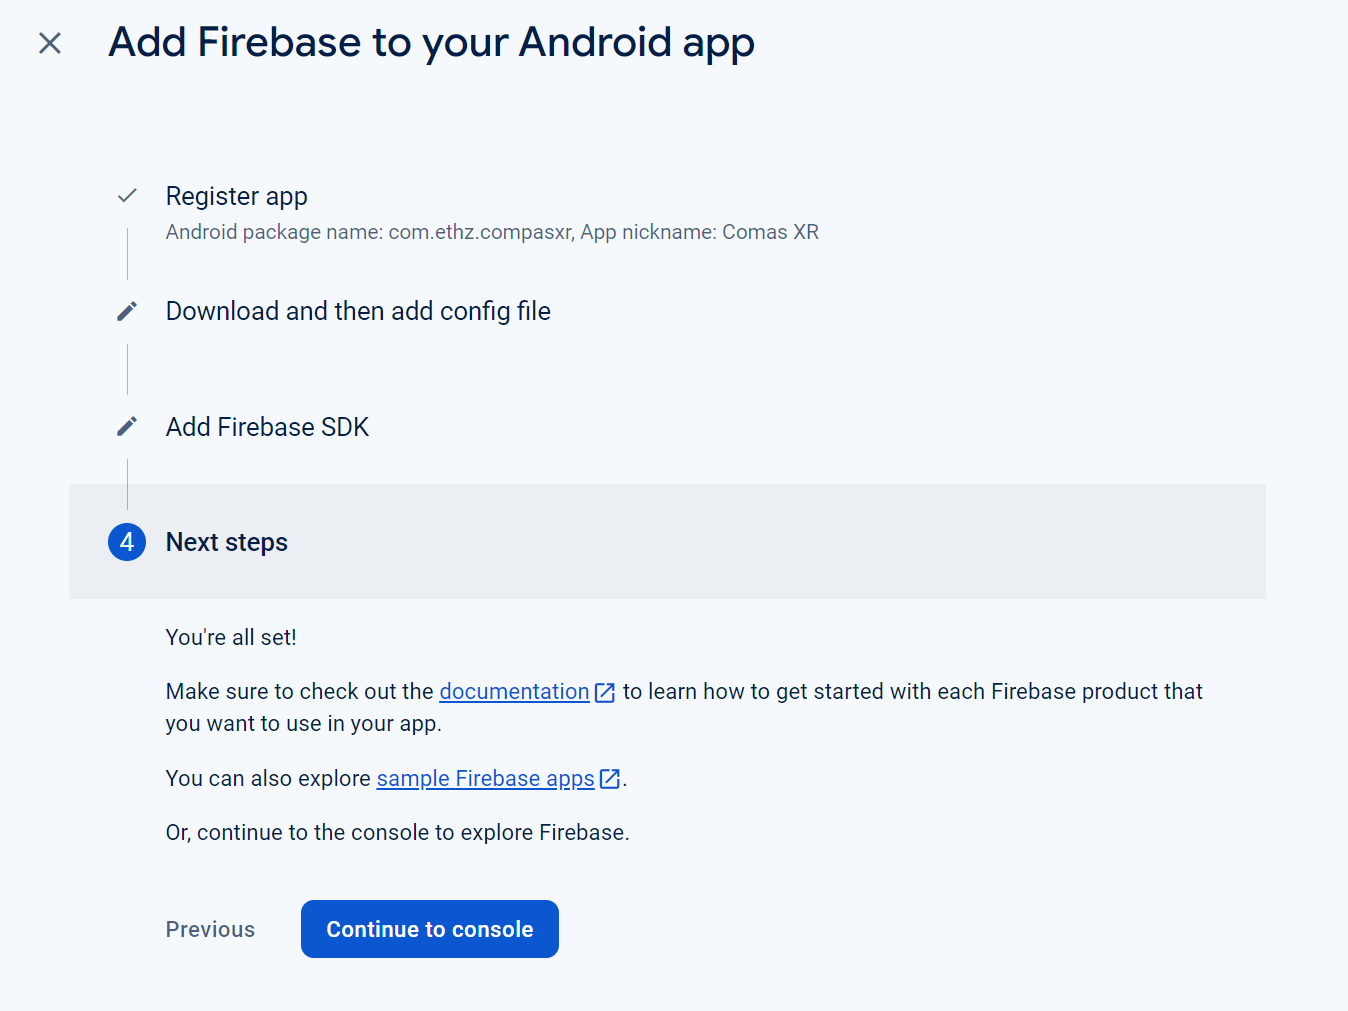 Add Firebase to your Android app
Register app
Android package name: com.ethz.compasxr, App nickname: Comas XR
Download and then add config file
Add Firebase SDK
4 Next steps
You're all set!
Make sure to check out the documentation to learn how to get started with each Firebase product that
you want to use in your app.
You can also explore sample Firebase apps.
Or, continue to the console to explore Firebase.
Previous Continue to console